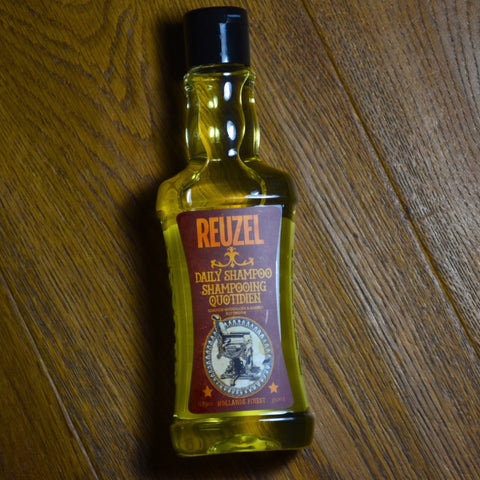 REUZEL
DAILY SHAMPOO
SHAMPOOING
QUOTIDIEN
HOLLANDS FINEST